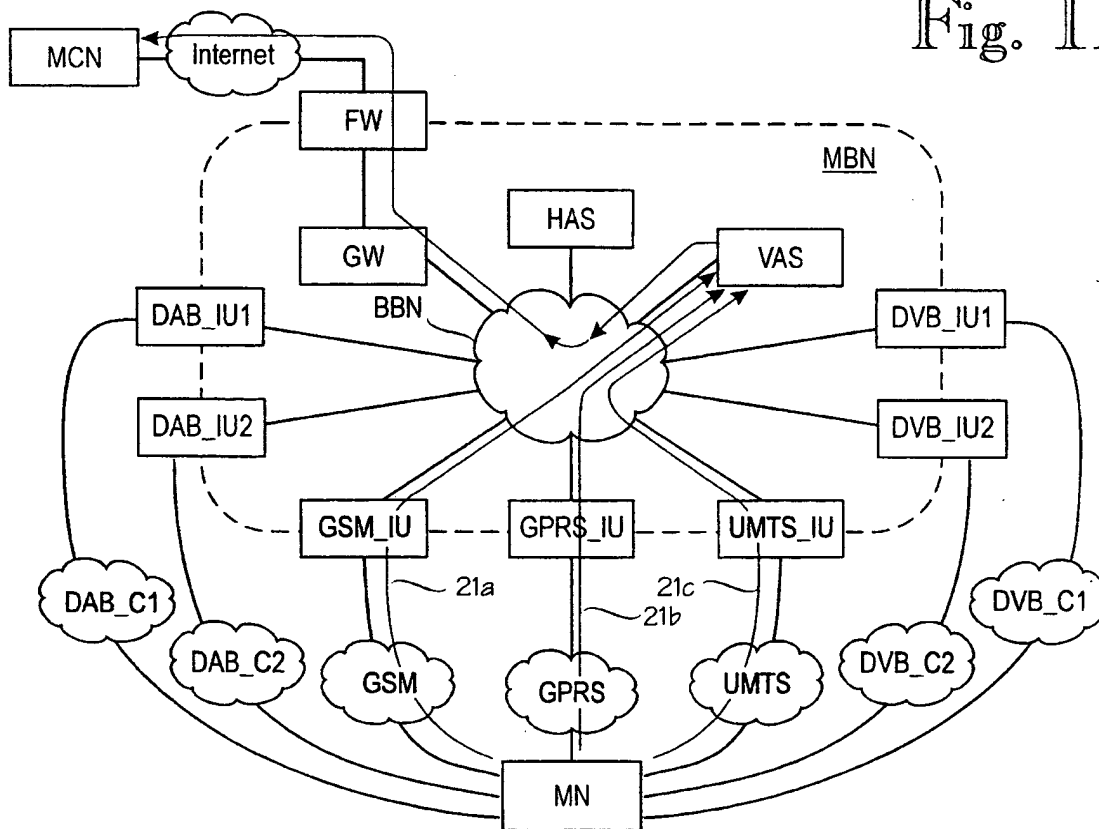 Fig. 1
MCN
Internet
FW
MBN
HAS
GW
VAS
BBN
DAB_IU1
DVB_IU1
DAB_IU2
DVB_IU2
GSM_IU
GPRS_IU
UMTS_IU
21a
21c
21b
DAB_C1
DVB_C1
DAB_C2
DVB_C2
GSM
GPRS
UMTS
MN